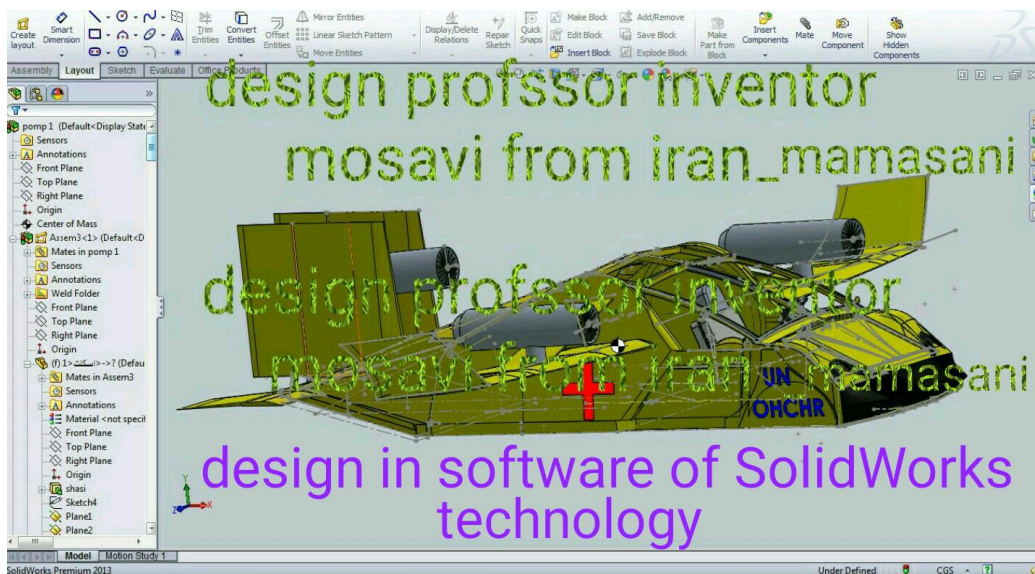 Create layout
Smart Dimension
Trim Entities
Convert Entities
Offset Entities
Mirror Entities
Linear Sketch Pattern
Move Entities
Display/Delete Relations
Repair Sketch
Quick Snaps
Make Block
Edit Block
Insert Block
Add/Remove
Save Block
Explode Block
Make Part from Block
Insert Components
Mate
Move Component
Show Hidden Components
Assembly Layout Sketch Evaluate Office Products
design profssor inventor
mosavi from iran_mamasani
pomp 1 (Default<Display State
Sensors
Annotations
Front Plane
Top Plane
Right Plane
Origin
Center of Mass
Assem3<1> (Default<D
Mates in pomp 1
Sensors
Annotations
Weld Folder
Front Plane
Top Plane
Right Plane
Origin
(f) اسکلت<1>->? (Defau
Mates in Assem3
Sensors
Annotations
Material <not specif
Front Plane
Top Plane
Right Plane
Origin
shasi
Sketch4
Plane1
Plane2
design profssor inventor
mosavi from iran_mamasani
UN
OHCHR
design in software of SolidWorks
technology
Y
X
Z
Model Motion Study 1
SolidWorks Premium 2013
Under Defined
CGS